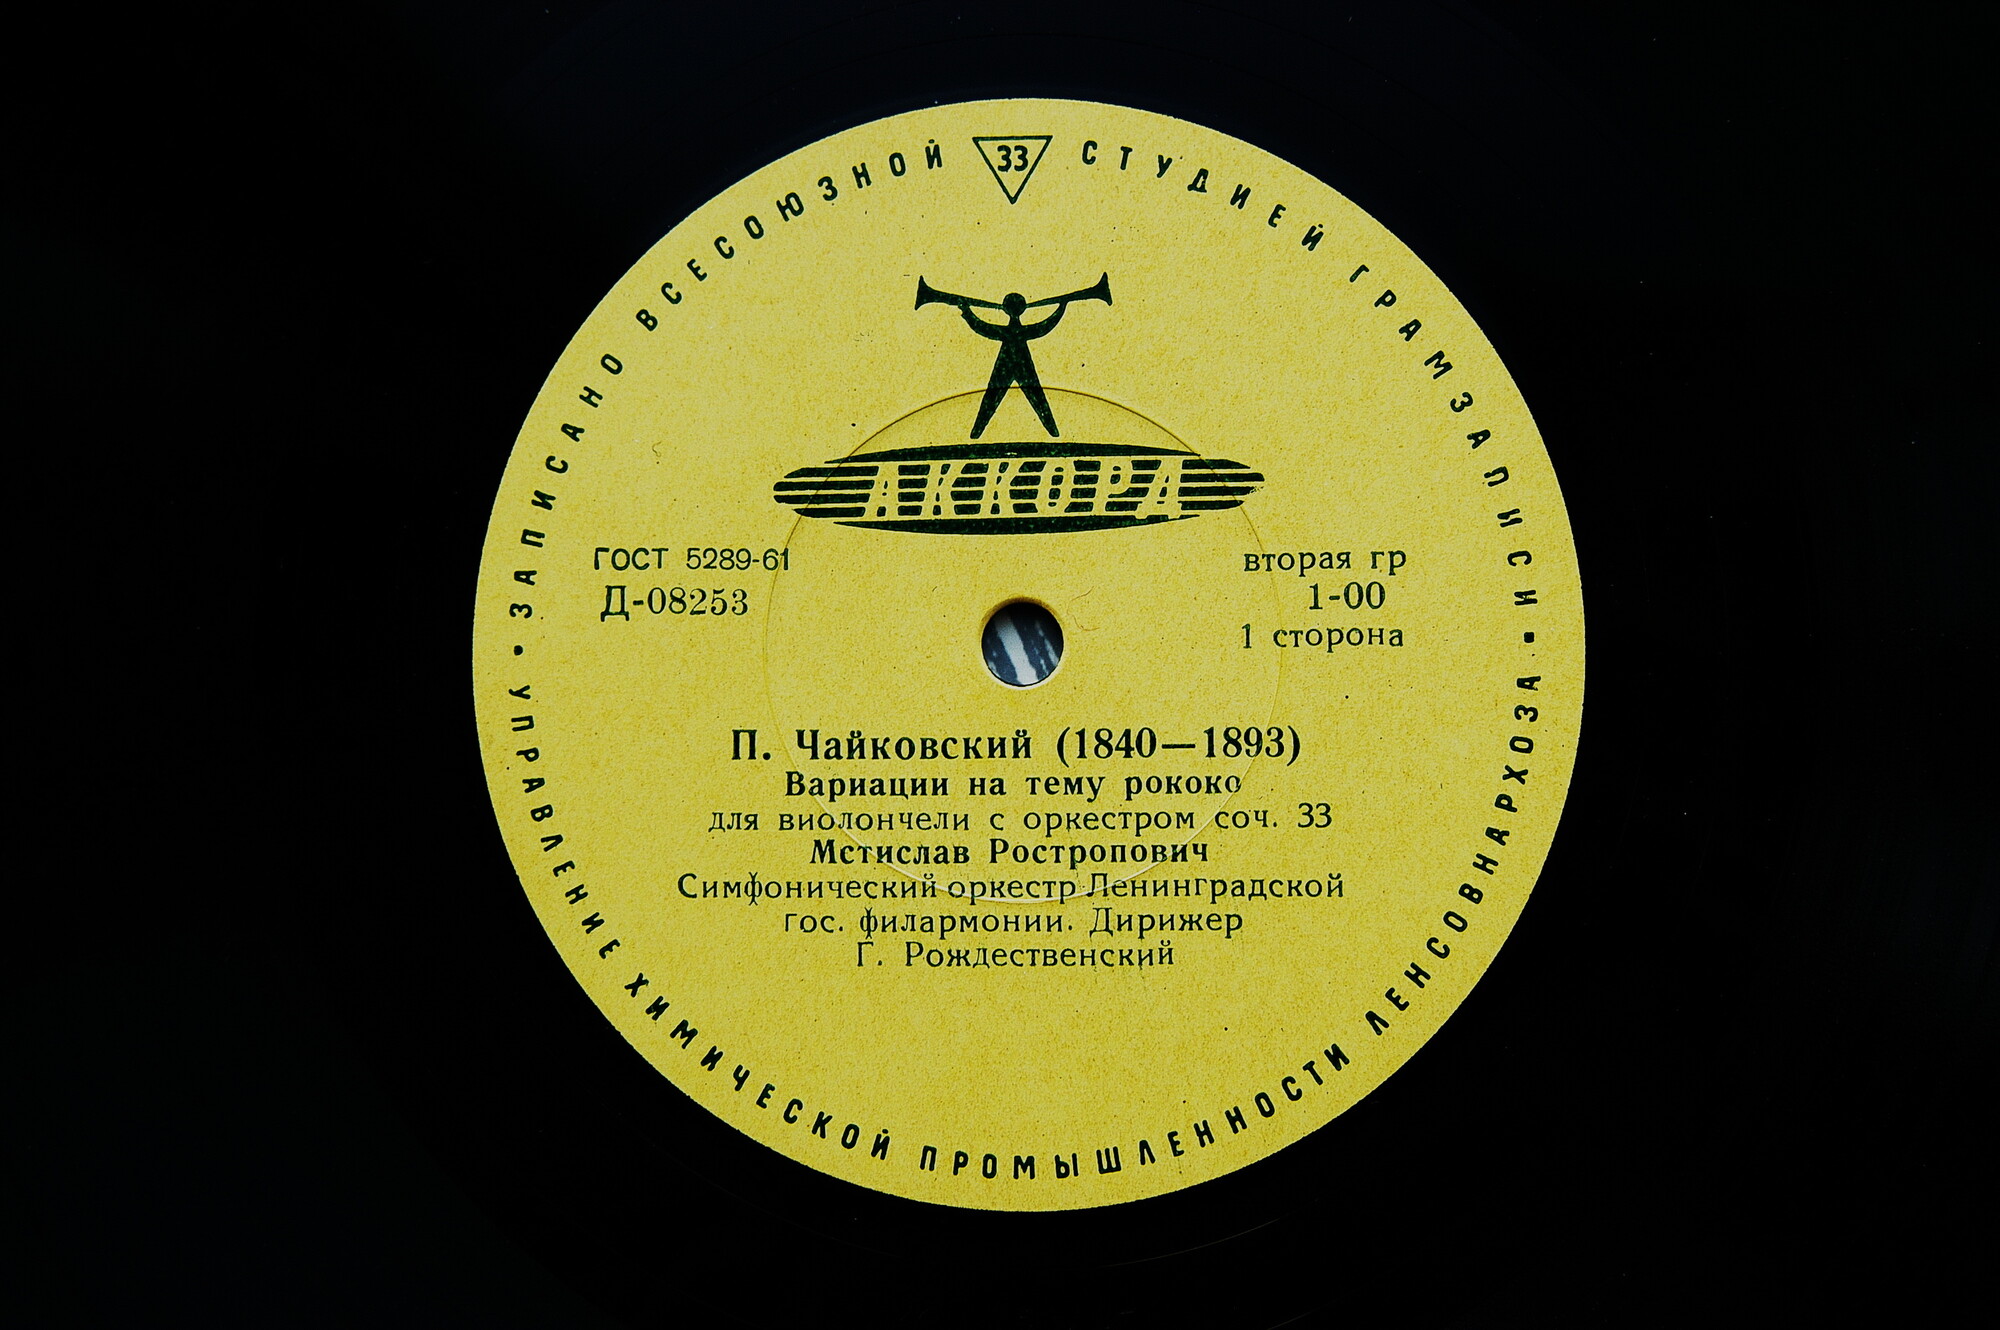 ЗАПИСАНО ВСЕСОЮЗНОЙ 33 СТУДИЕЙ ГРАМЗАПИСИ
АККОРД
ГОСТ 5289-61
Д-08253
вторая гр
1-00
1 сторона
П. Чайковский (1840—1893)
Вариации на тему рококо
для виолончели с оркестром соч. 33
Мстислав Ростропович
Симфонический оркестр Ленинградской
гос. филармонии. Дирижер
Г. Рождественский
УПРАВЛЕНИЕ ХИМИЧЕСКОЙ ПРОМЫШЛЕННОСТИ ЛЕНСОВНАРХОЗА